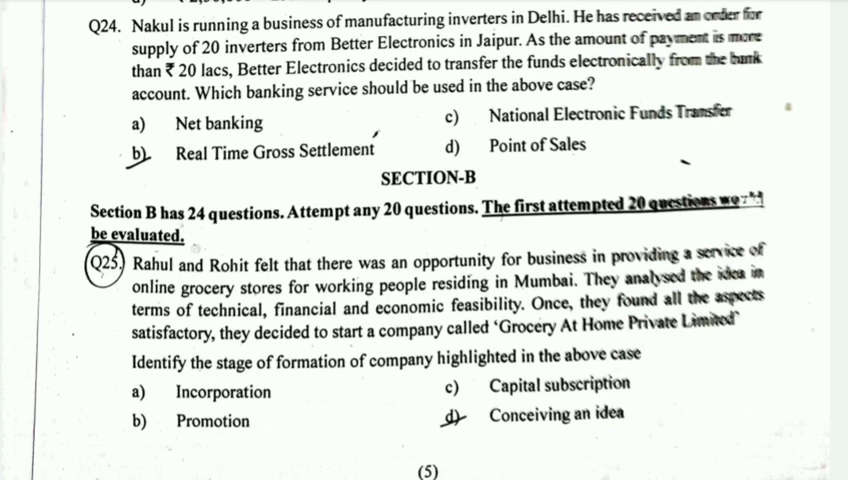 Q24. Nakul is running a business of manufacturing inverters in Delhi. He has received an order for
supply of 20 inverters from Better Electronics in Jaipur. As the amount of payment is more
than ₹ 20 lacs, Better Electronics decided to transfer the funds electronically from the bank
account. Which banking service should be used in the above case?
a) Net banking c) National Electronic Funds Transfer
b) Real Time Gross Settlement d) Point of Sales
SECTION-B
Section B has 24 questions. Attempt any 20 questions. The first attempted 20 questions would
be evaluated.
Q25. Rahul and Rohit felt that there was an opportunity for business in providing a service of
online grocery stores for working people residing in Mumbai. They analysed the idea in
terms of technical, financial and economic feasibility. Once, they found all the aspects
satisfactory, they decided to start a company called ‘Grocery At Home Private Limited’
Identify the stage of formation of company highlighted in the above case
a) Incorporation c) Capital subscription
b) Promotion d) Conceiving an idea
(5)